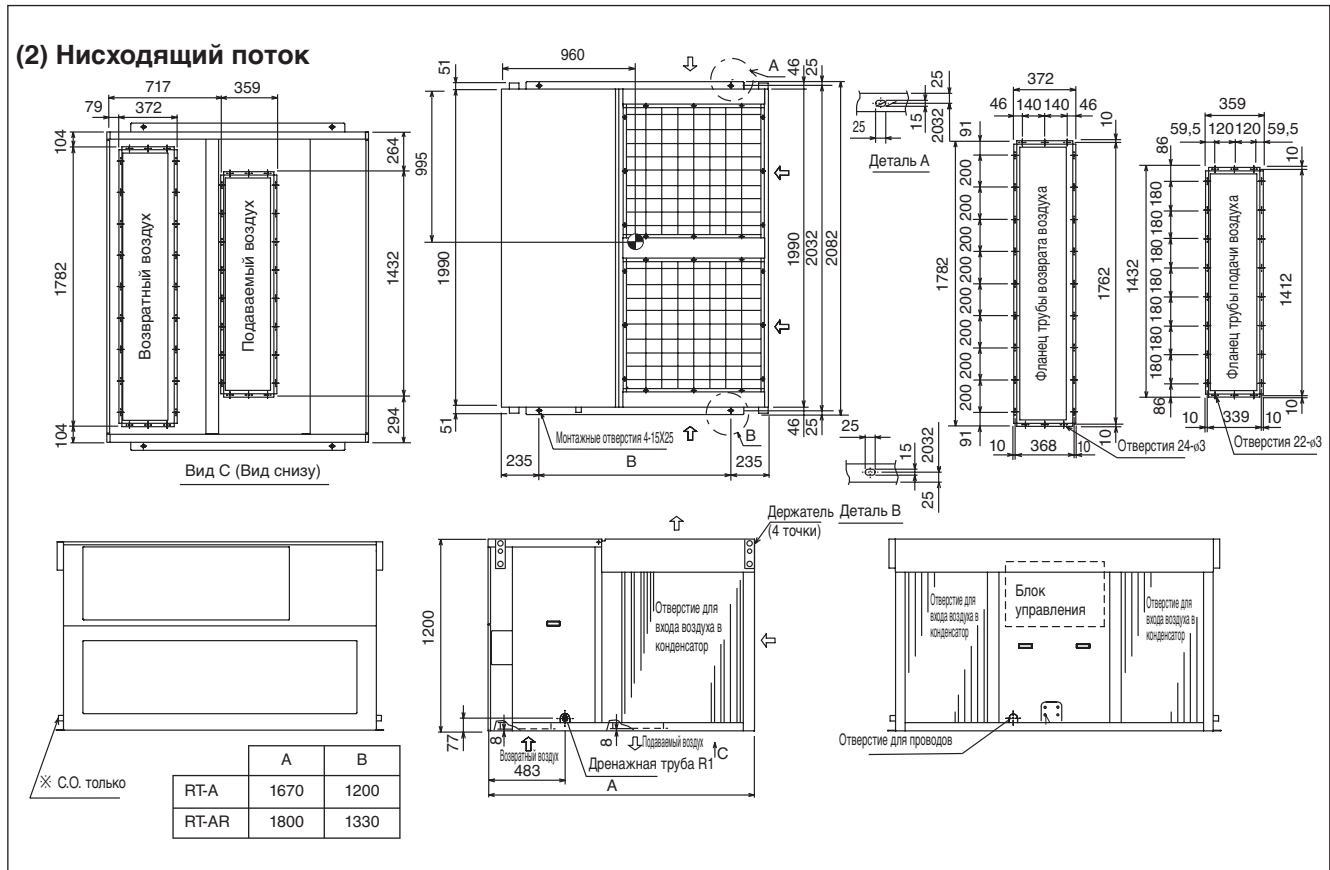 (2) Нисходящий поток
717
359
79
372
104
1782
104
264
1432
294
Возвратный воздух
Подаваемый воздух
Вид C (Вид снизу)
960
51
995
1990
51
A
46
25
1990
2032
2082
46
25
Монтажные отверстия 4-15X25
B
235
B
235
25
15
2032
25
Деталь A
25
15
2032
25
Деталь B
372
46
140
140
46
91
10
200
200
200
200
200
200
200
200
91
1782
1762
10
Фланец трубы возврата воздуха
10
368
10
Отверстия 24-ø3
359
59,5
120
120
59,5
86
10
180
180
180
180
180
180
180
86
1432
1412
10
Фланец трубы подачи воздуха
10
339
10
Отверстия 22-ø3
※ С.О. только
A B
RT-A 1670 1200
RT-AR 1800 1330
Держатель
(4 точки)
1200
77
8
8
Отверстие для
входа воздуха в
конденсатор
Возвратный воздух
Подаваемый воздух
C
483
Дренажная труба R1
A
Отверстие для
входа воздуха в
конденсатор
Блок
управления
Отверстие для
входа воздуха в
конденсатор
Отверстие для проводов